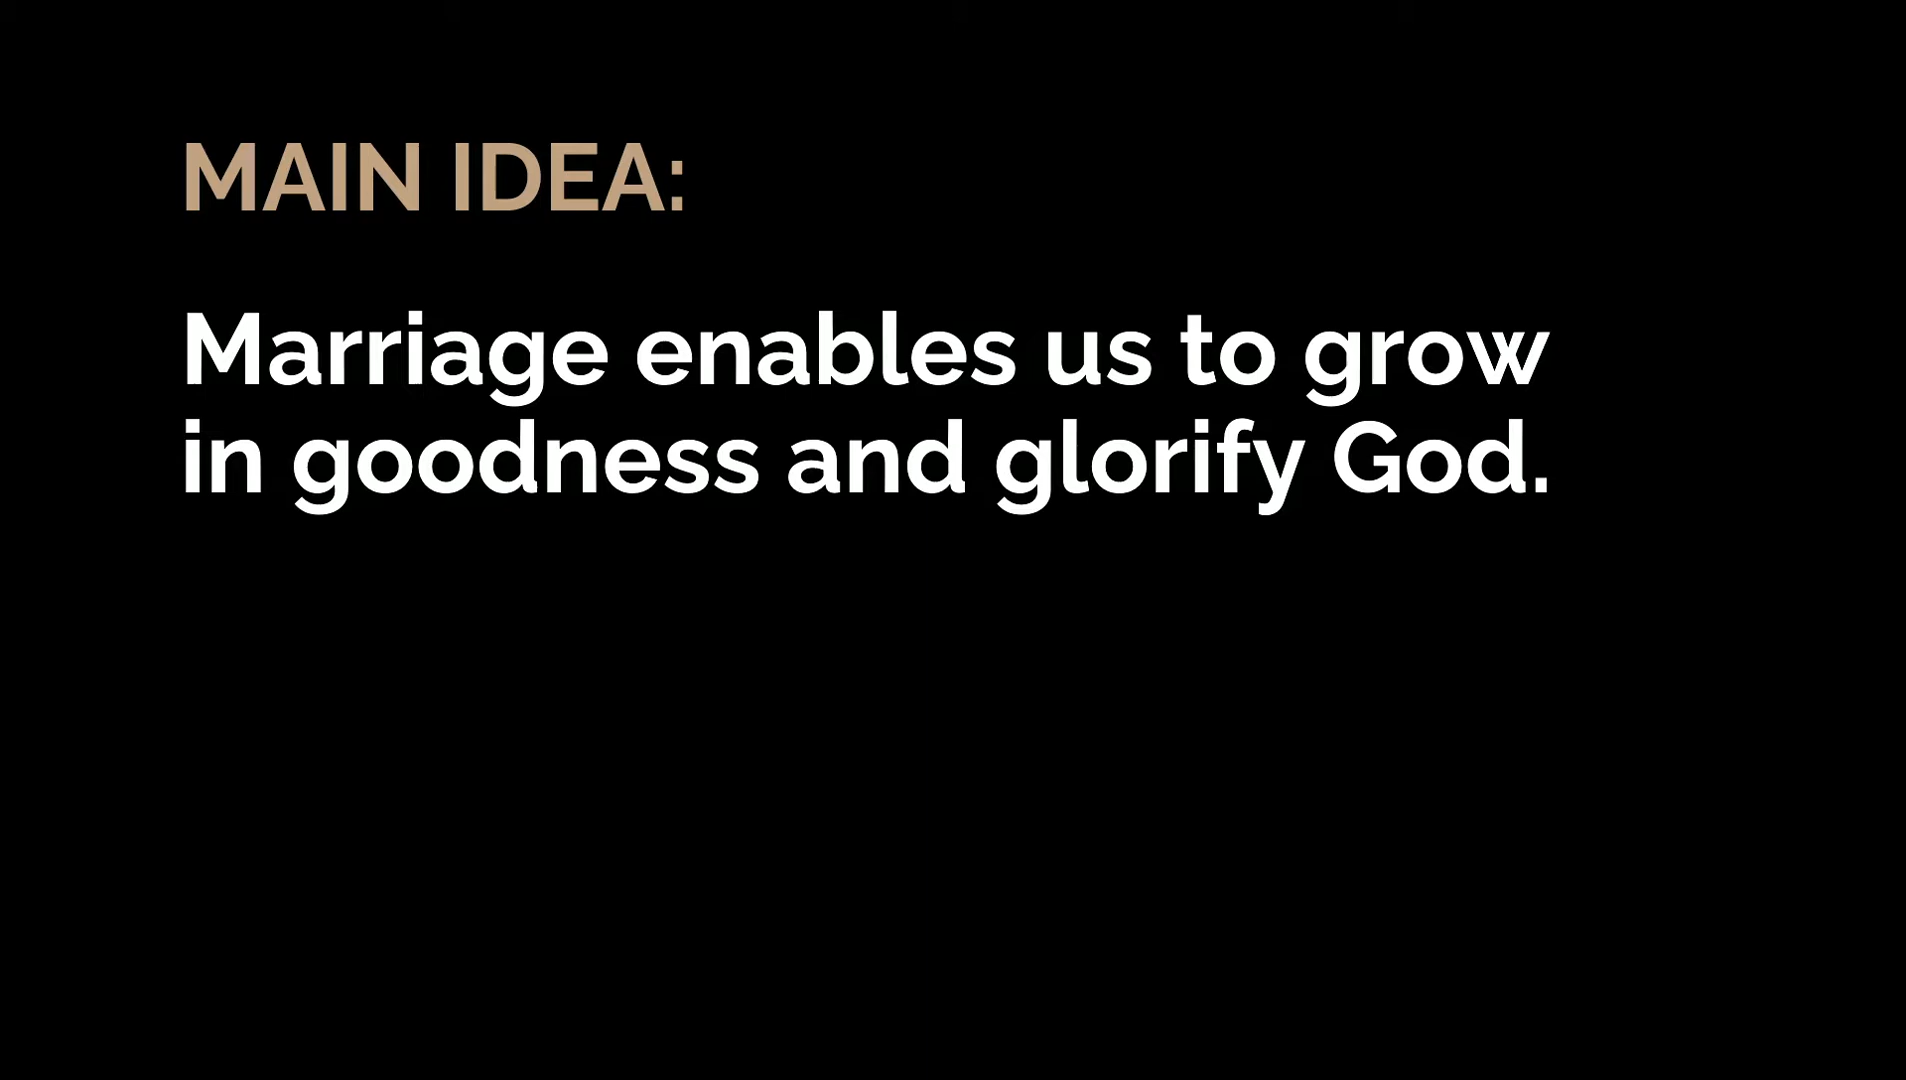 MAIN IDEA:
Marriage enables us to grow
in goodness and glorify God.